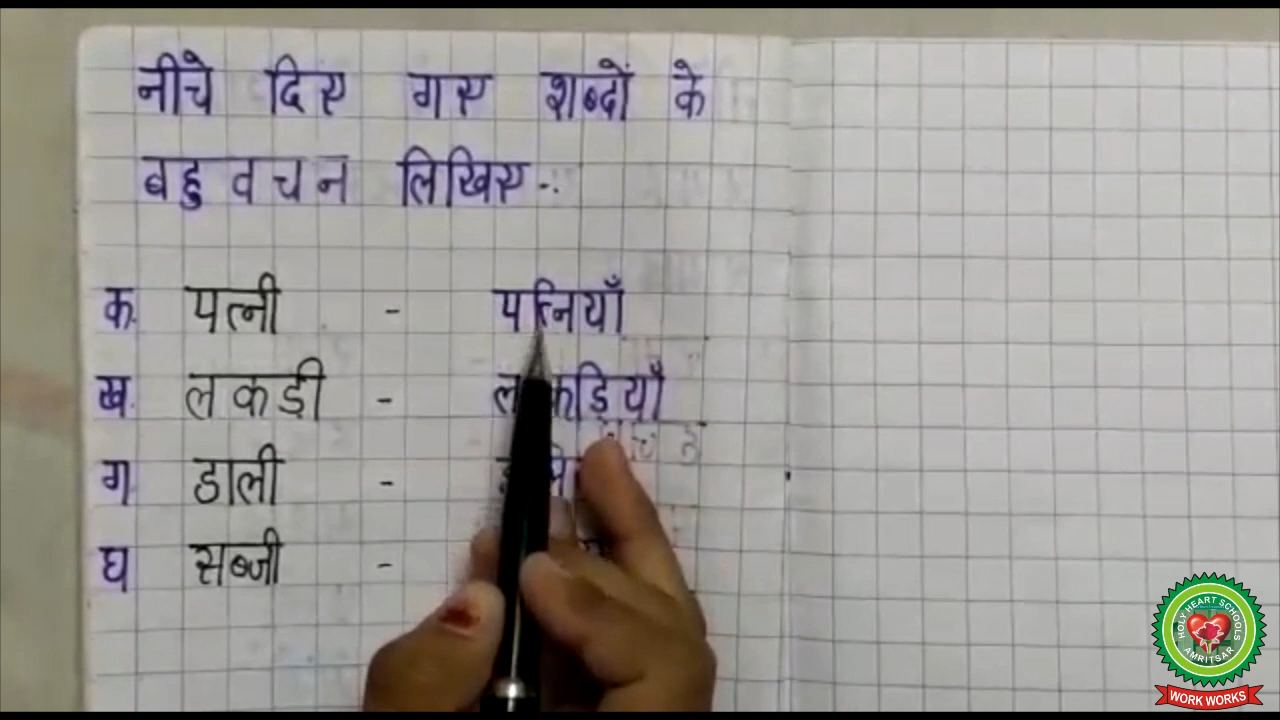 नीचे दिए गए शब्दों के
बहुवचन लिखिए -:
क. पत्नी - पत्नियाँ
ख. लकड़ी - लकड़ियाँ
ग. डाली -
घ. सब्जी -
HOLY HEART SCHOOLS
AMRITSAR
WORK WORKS